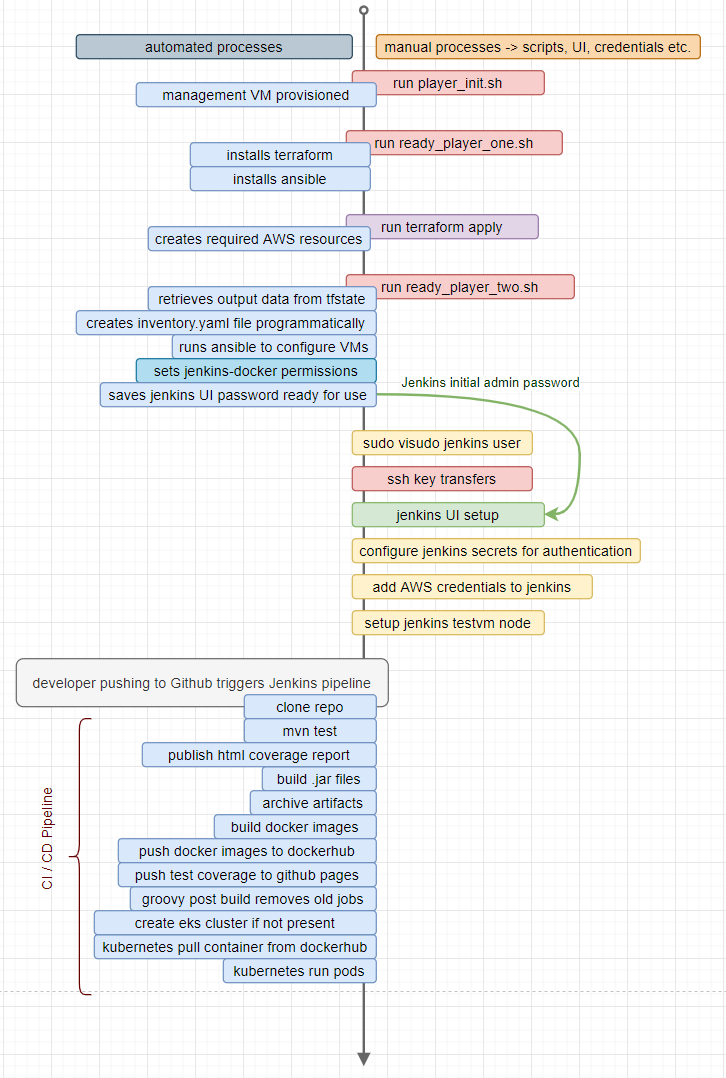 automated processes
manual processes -> scripts, UI, credentials etc.
run player_init.sh
management VM provisioned
run ready_player_one.sh
installs terraform
installs ansible
run terraform apply
creates required AWS resources
run ready_player_two.sh
retrieves output data from tfstate
creates inventory.yaml file programmatically
runs ansible to configure VMs
sets jenkins-docker permissions
Jenkins initial admin password
saves jenkins UI password ready for use
sudo visudo jenkins user
ssh key transfers
jenkins UI setup
configure jenkins secrets for authentication
add AWS credentials to jenkins
setup jenkins testvm node
developer pushing to Github triggers Jenkins pipeline
clone repo
mvn test
publish html coverage report
build .jar files
archive artifacts
build docker images
push docker images to dockerhub
push test coverage to github pages
groovy post build removes old jobs
create eks cluster if not present
kubernetes pull container from dockerhub
kubernetes run pods
CI / CD Pipeline